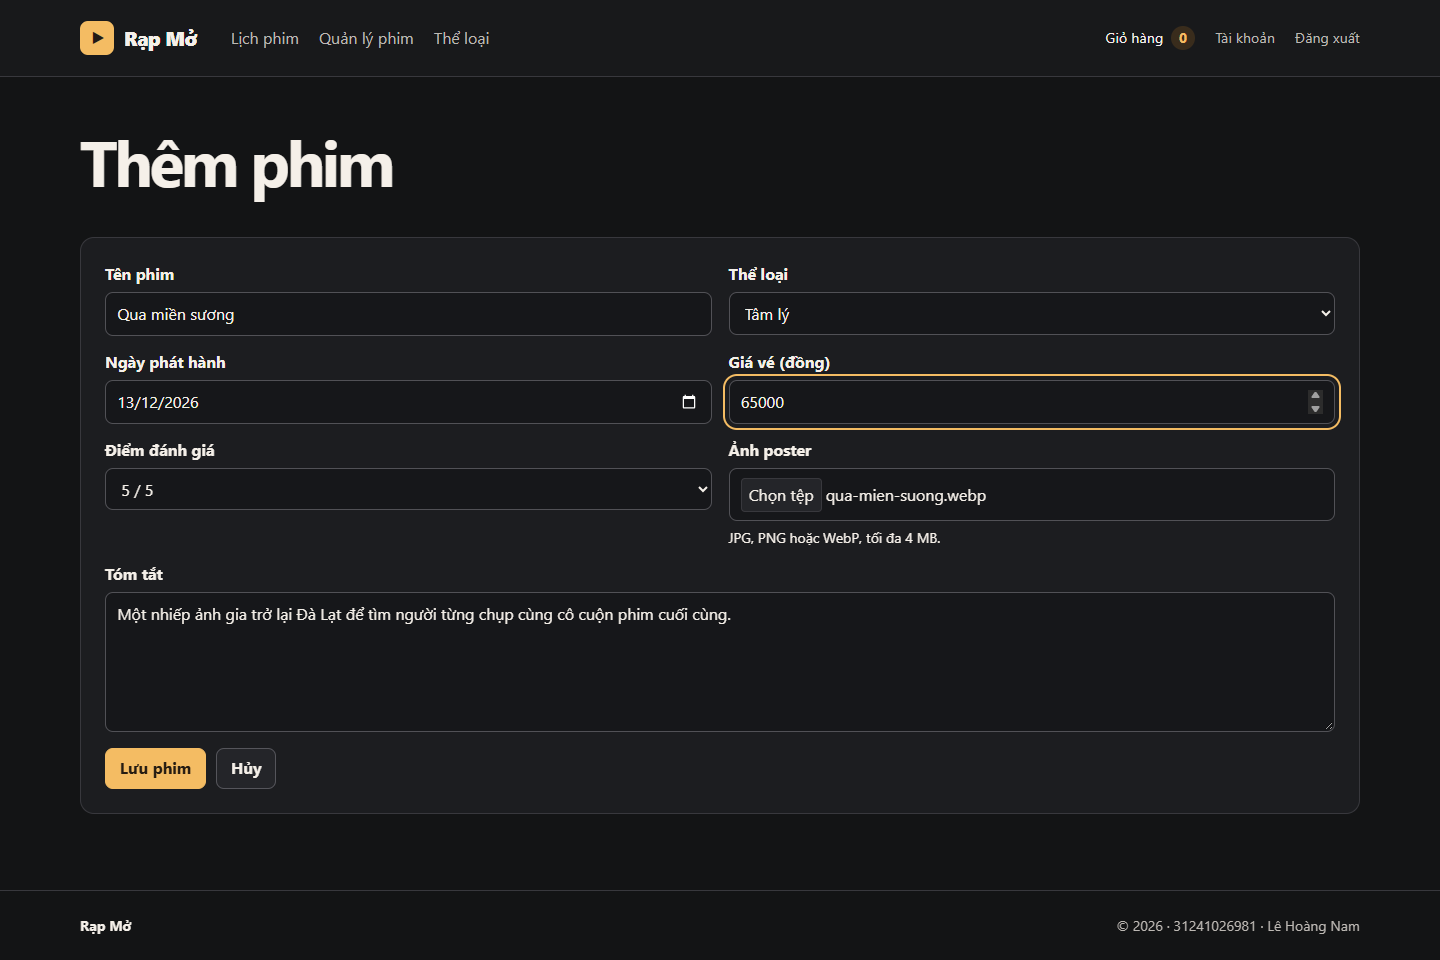 Rạp Mở
Lịch phim
Quản lý phim
Thể loại
Giỏ hàng 0
Tài khoản
Đăng xuất
Thêm phim
Tên phim
Qua miền sương
Thể loại
Tâm lý
Ngày phát hành
13/12/2026
Giá vé (đồng)
65000
Điểm đánh giá
5 / 5
Ảnh poster
Chọn tệp qua-mien-suong.webp
JPG, PNG hoặc WebP, tối đa 4 MB.
Tóm tắt
Một nhiếp ảnh gia trở lại Đà Lạt để tìm người từng chụp cùng cô cuộn phim cuối cùng.
Lưu phim
Hủy
Rạp Mở
© 2026 · 31241026981 · Lê Hoàng Nam